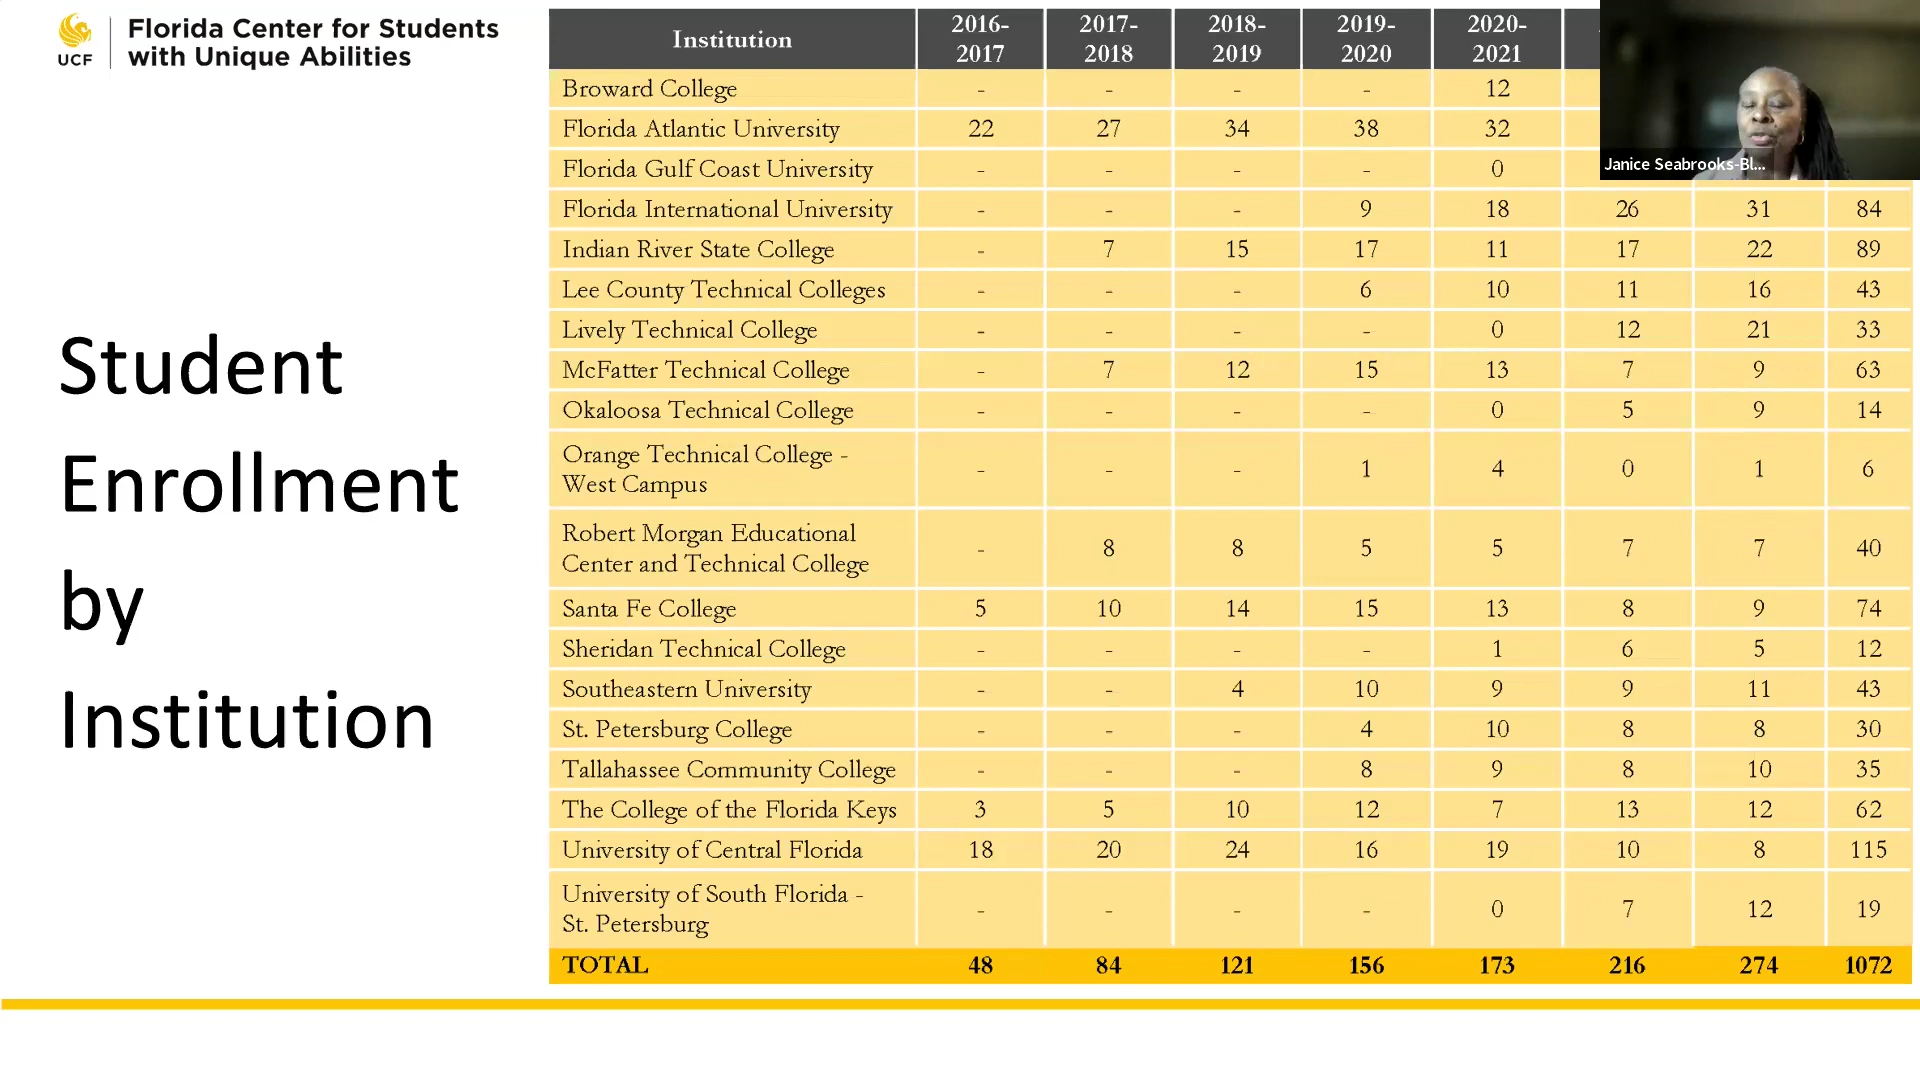 UCF
Florida Center for Students
with Unique Abilities
Student
Enrollment
by
Institution
Institution 2016-2017 2017-2018 2018-2019 2019-2020 2020-2021
Broward College - - - - 12
Florida Atlantic University 22 27 34 38 32
Florida Gulf Coast University - - - - 0
Florida International University - - - 9 18 26 31 84
Indian River State College - 7 15 17 11 17 22 89
Lee County Technical Colleges - - - 6 10 11 16 43
Lively Technical College - - - - 0 12 21 33
McFatter Technical College - 7 12 15 13 7 9 63
Okaloosa Technical College - - - - 0 5 9 14
Orange Technical College -
West Campus - - - 1 4 0 1 6
Robert Morgan Educational
Center and Technical College - 8 8 5 5 7 7 40
Santa Fe College 5 10 14 15 13 8 9 74
Sheridan Technical College - - - - 1 6 5 12
Southeastern University - - 4 10 9 9 11 43
St. Petersburg College - - - 4 10 8 8 30
Tallahassee Community College - - - 8 9 8 10 35
The College of the Florida Keys 3 5 10 12 7 13 12 62
University of Central Florida 18 20 24 16 19 10 8 115
University of South Florida -
St. Petersburg - - - - 0 7 12 19
TOTAL 48 84 121 156 173 216 274 1072
Janice Seabrooks-Bl...